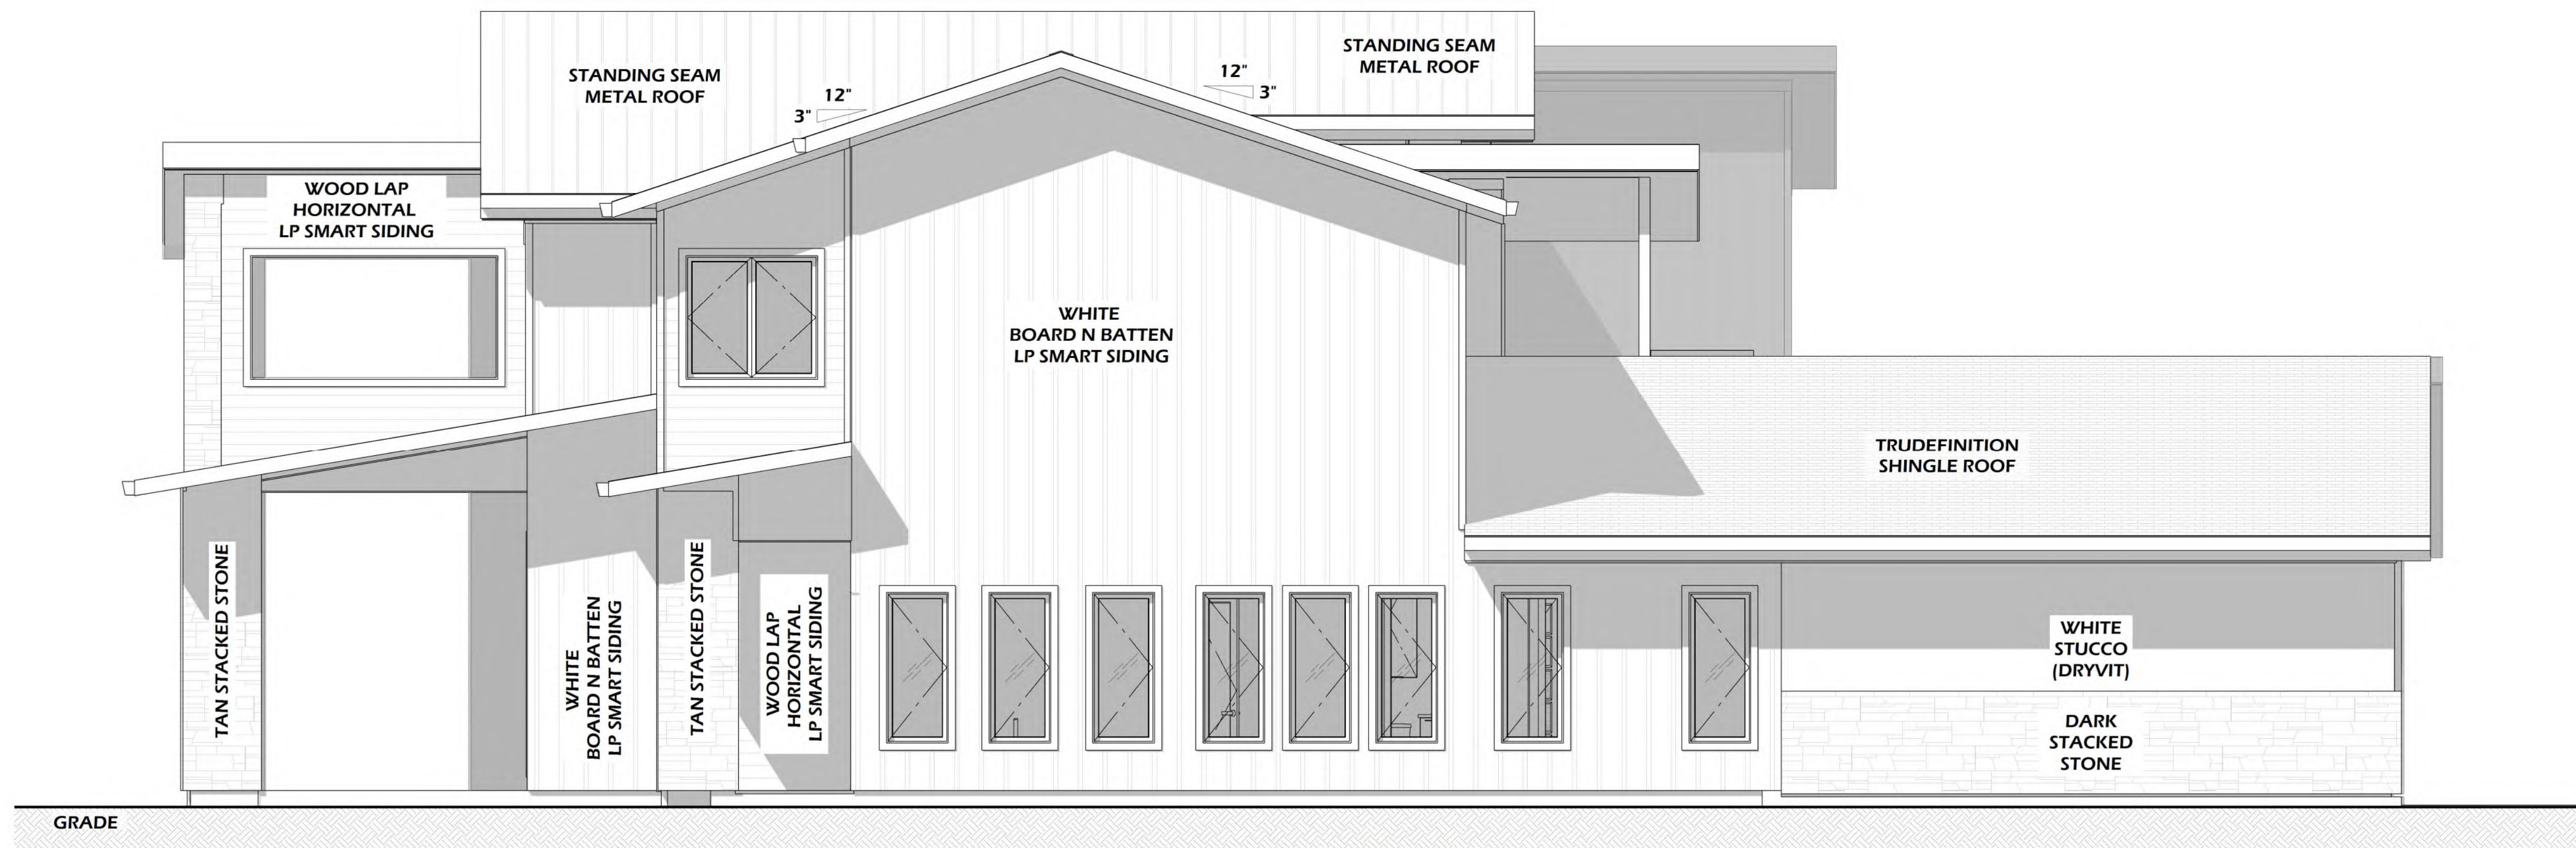 STANDING SEAM
METAL ROOF
12"
3"
12"
3"
STANDING SEAM
METAL ROOF
WOOD LAP
HORIZONTAL
LP SMART SIDING
WHITE
BOARD N BATTEN
LP SMART SIDING
TRUDEFINITION
SHINGLE ROOF
TAN STACKED STONE
WHITE
BOARD N BATTEN
LP SMART SIDING
TAN STACKED STONE
WOOD LAP
HORIZONTAL
LP SMART SIDING
WHITE
STUCCO
(DRYVIT)
DARK
STACKED
STONE
GRADE